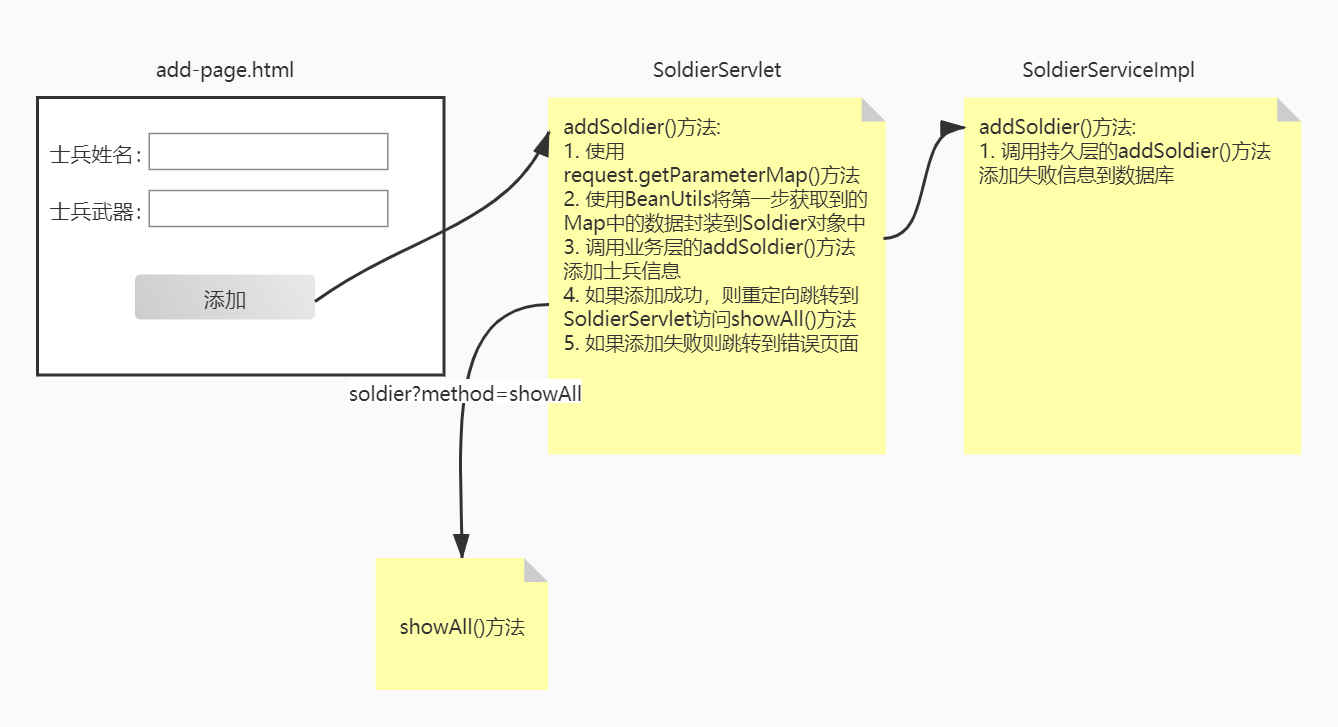 add-page.html
士兵姓名：
士兵武器：
添加
SoldierServlet
addSoldier()方法:
1. 使用
request.getParameterMap()方法
2. 使用BeanUtils将第一步获取到的
Map中的数据封装到Soldier对象中
3. 调用业务层的addSoldier()方法
添加士兵信息
4. 如果添加成功，则重定向跳转到
SoldierServlet访问showAll()方法
5. 如果添加失败则跳转到错误页面
SoldierServiceImpl
addSoldier()方法:
1. 调用持久层的addSoldier()方法
添加失败信息到数据库
soldier?method=showAll
showAll()方法